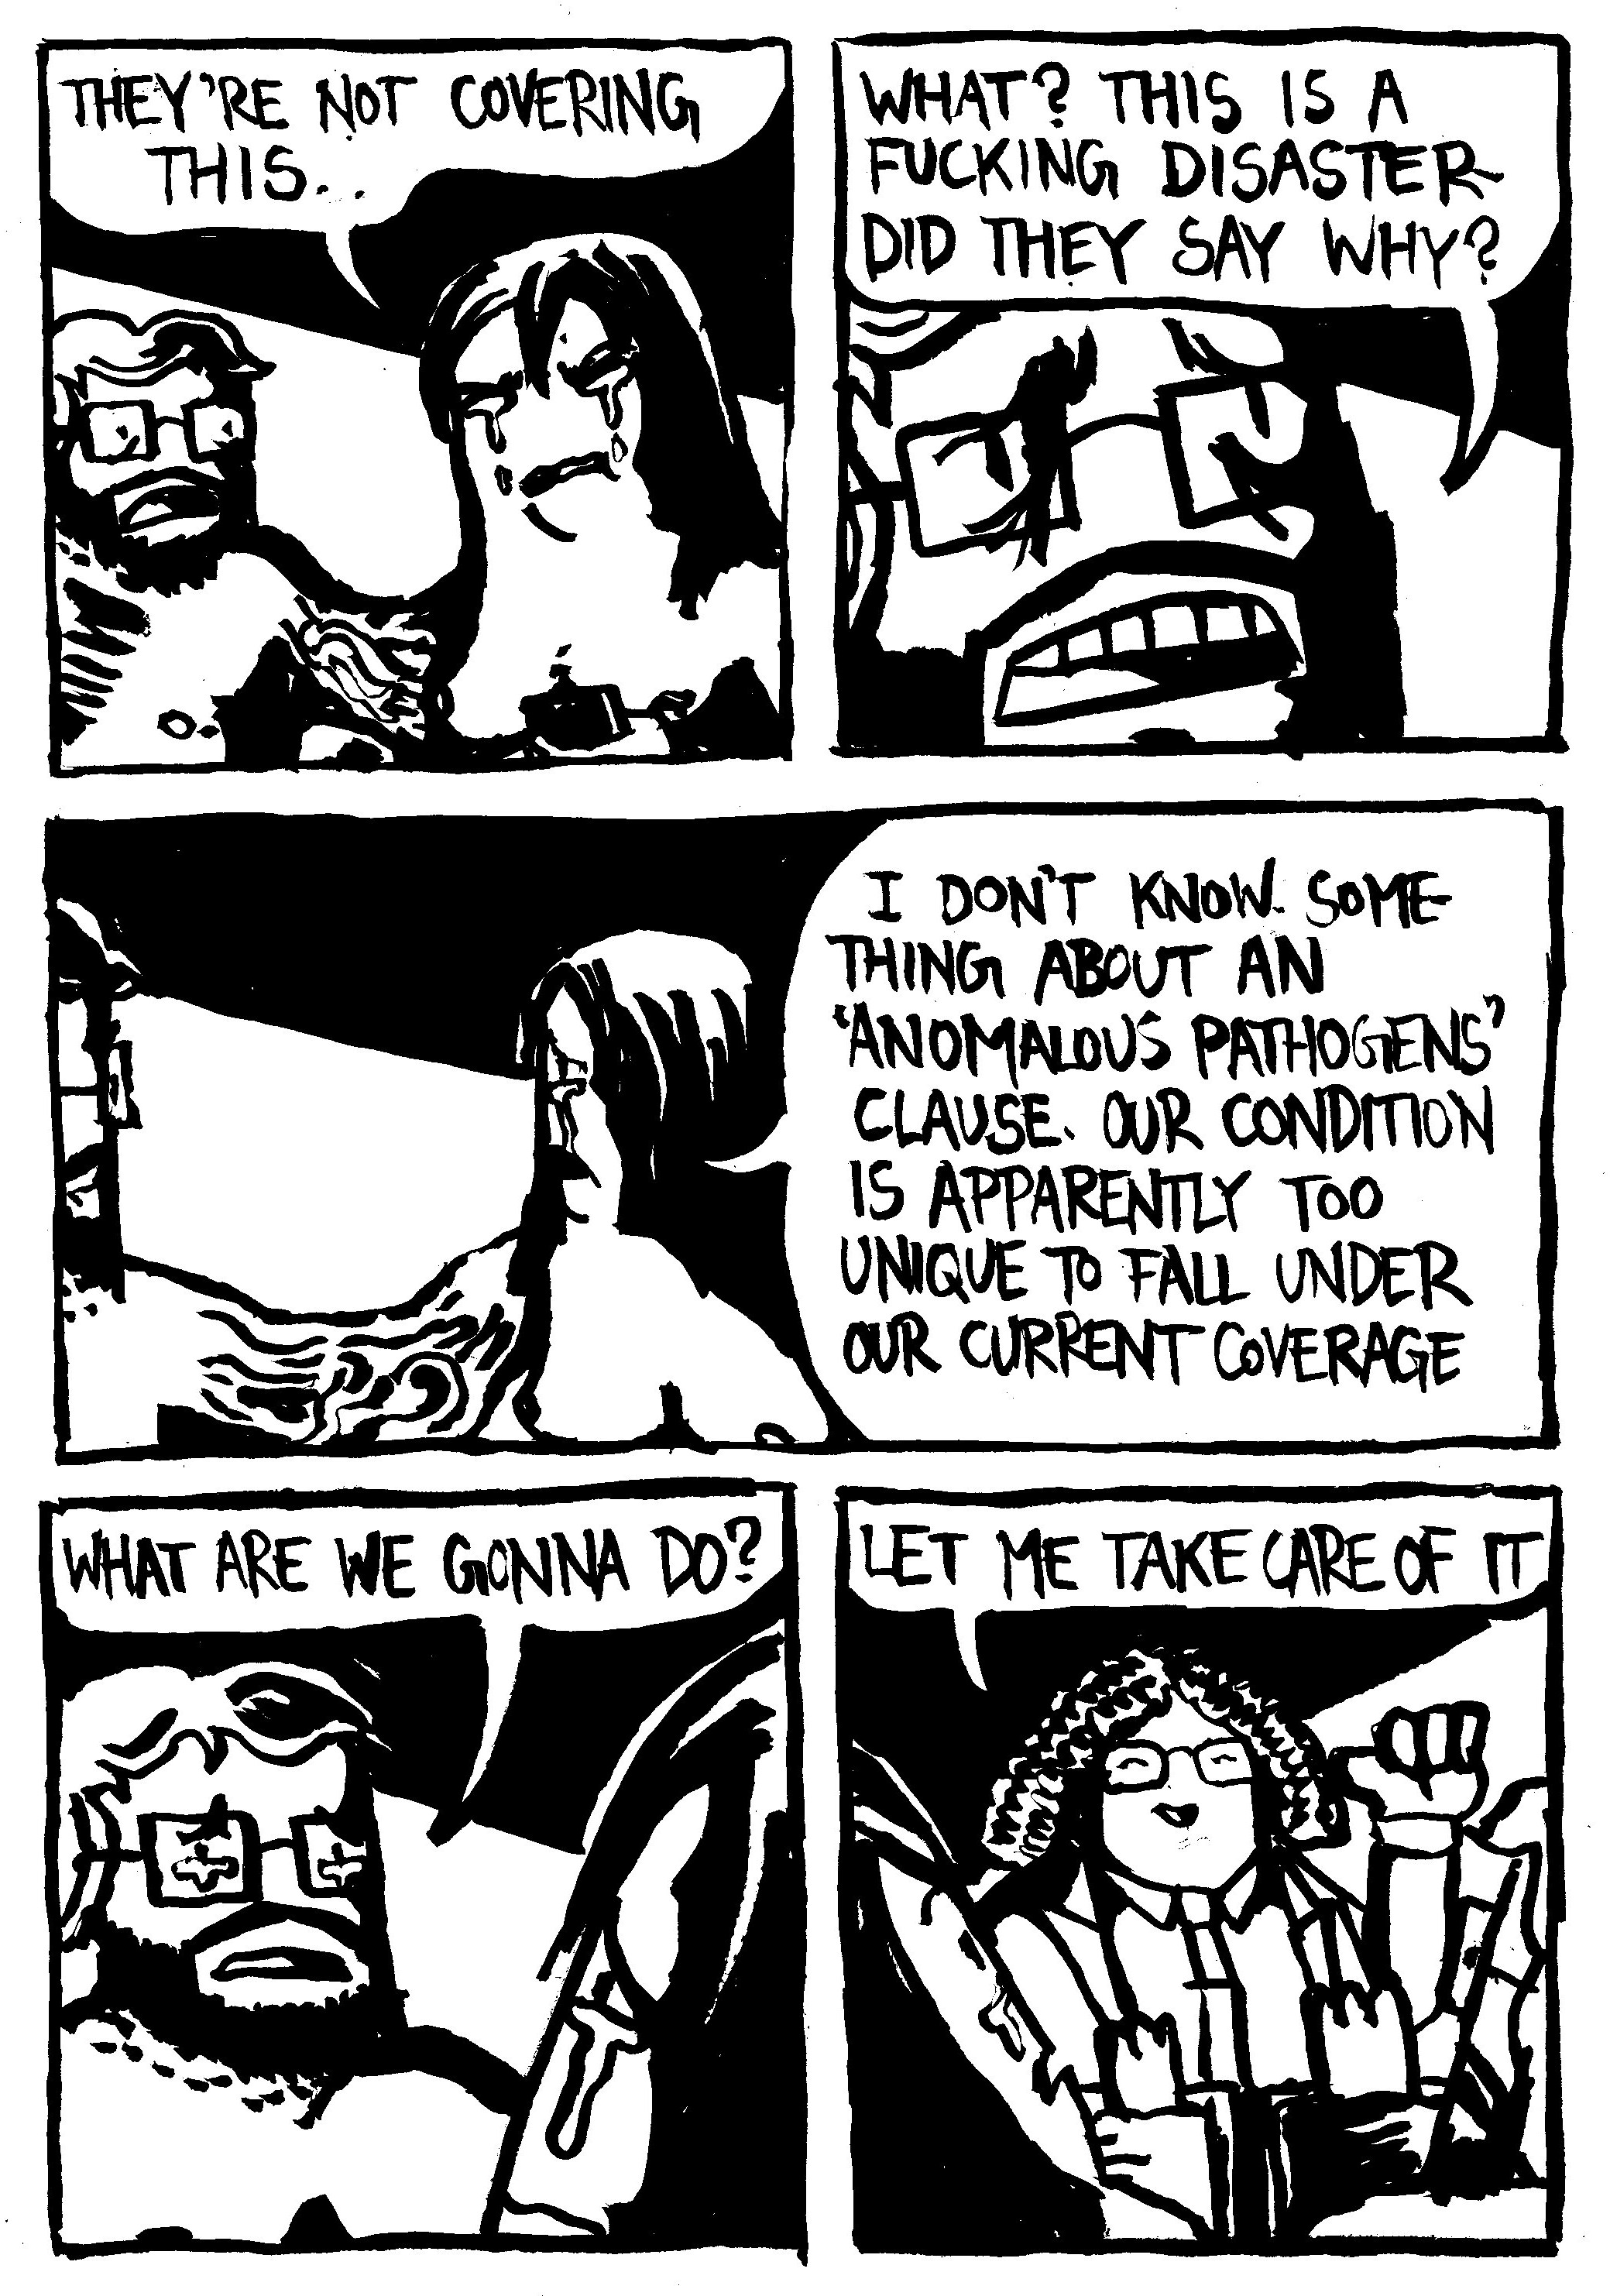 THEY'RE NOT COVERING
THIS..
WHAT? THIS IS A
FUCKING DISASTER-
DID THEY SAY WHY?
I DON'T KNOW. SOME-
THING ABOUT AN
'ANOMALOUS PATHOGENS'
CLAUSE. OUR CONDITION
IS APPARENTLY TOO
UNIQUE TO FALL UNDER
OUR CURRENT COVERAGE
WHAT ARE WE GONNA DO?
LET ME TAKE CARE OF IT